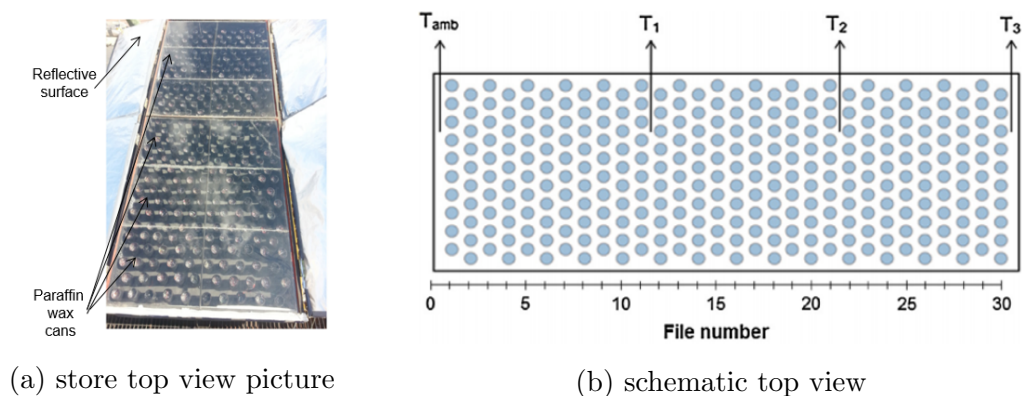 Reflective
surface
Paraffin
wax
cans
(a) store top view picture
T_amb T_1 T_2 T_3
0 5 10 15 20 25 30
File number
(b) schematic top view